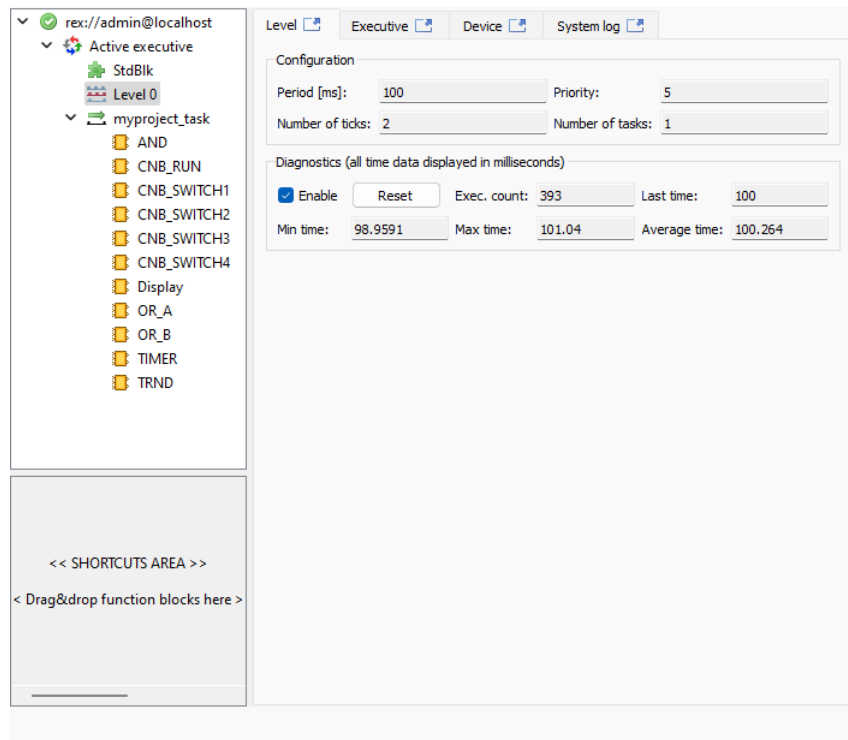 rex://admin@localhost
Active executive
StdBlk
Level 0
myproject_task
AND
CNB_RUN
CNB_SWITCH1
CNB_SWITCH2
CNB_SWITCH3
CNB_SWITCH4
Display
OR_A
OR_B
TIMER
TRND
<< SHORTCUTS AREA >>
< Drag&drop function blocks here >
Level Executive Device System log
Configuration
Period [ms]: 100 Priority: 5
Number of ticks: 2 Number of tasks: 1
Diagnostics (all time data displayed in milliseconds)
Enable Reset Exec. count: 393 Last time: 100
Min time: 98.9591 Max time: 101.04 Average time: 100.264